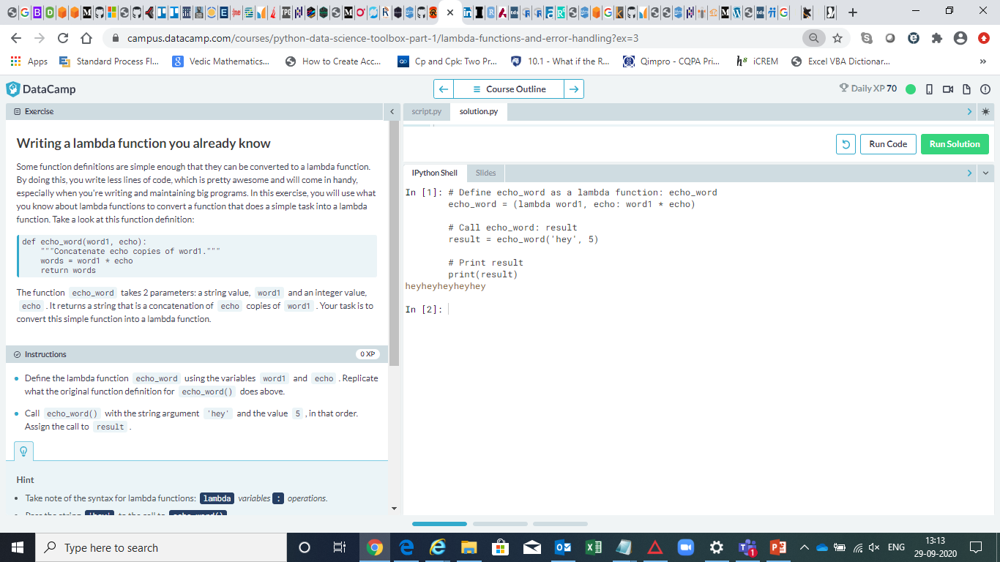 campus.datacamp.com/courses/python-data-science-toolbox-part-1/lambda-functions-and-error-handling?ex=3
Apps
Standard Process Fl...
Vedic Mathematics...
How to Create Acc...
Cp and Cpk: Two Pr...
10.1 - What if the R...
Qimpro - CQPA Pri...
iCREM
Excel VBA Dictionar...
»
DataCamp
Course Outline
Daily XP 70
Exercise
script.py
solution.py
Writing a lambda function you already know
Some function definitions are simple enough that they can be converted to a lambda function.
By doing this, you write less lines of code, which is pretty awesome and will come in handy,
especially when you're writing and maintaining big programs. In this exercise, you will use what
you know about lambda functions to convert a function that does a simple task into a lambda
function. Take a look at this function definition:
def echo_word(word1, echo):
"""Concatenate echo copies of word1."""
words = word1 * echo
return words
The function echo_word takes 2 parameters: a string value, word1 and an integer value,
echo . It returns a string that is a concatenation of echo copies of word1 . Your task is to
convert this simple function into a lambda function.
Instructions
0 XP
Define the lambda function echo_word using the variables word1 and echo . Replicate
what the original function definition for echo_word() does above.
Call echo_word() with the string argument 'hey' and the value 5 , in that order.
Assign the call to result .
Hint
Take note of the syntax for lambda functions: lambda variables : operations.
Run Code
Run Solution
IPython Shell
Slides
In [1]: # Define echo_word as a lambda function: echo_word
echo_word = (lambda word1, echo: word1 * echo)
# Call echo_word: result
result = echo_word('hey', 5)
# Print result
print(result)
heyheyheyheyhey
In [2]:
Type here to search
ENG
13:13
29-09-2020